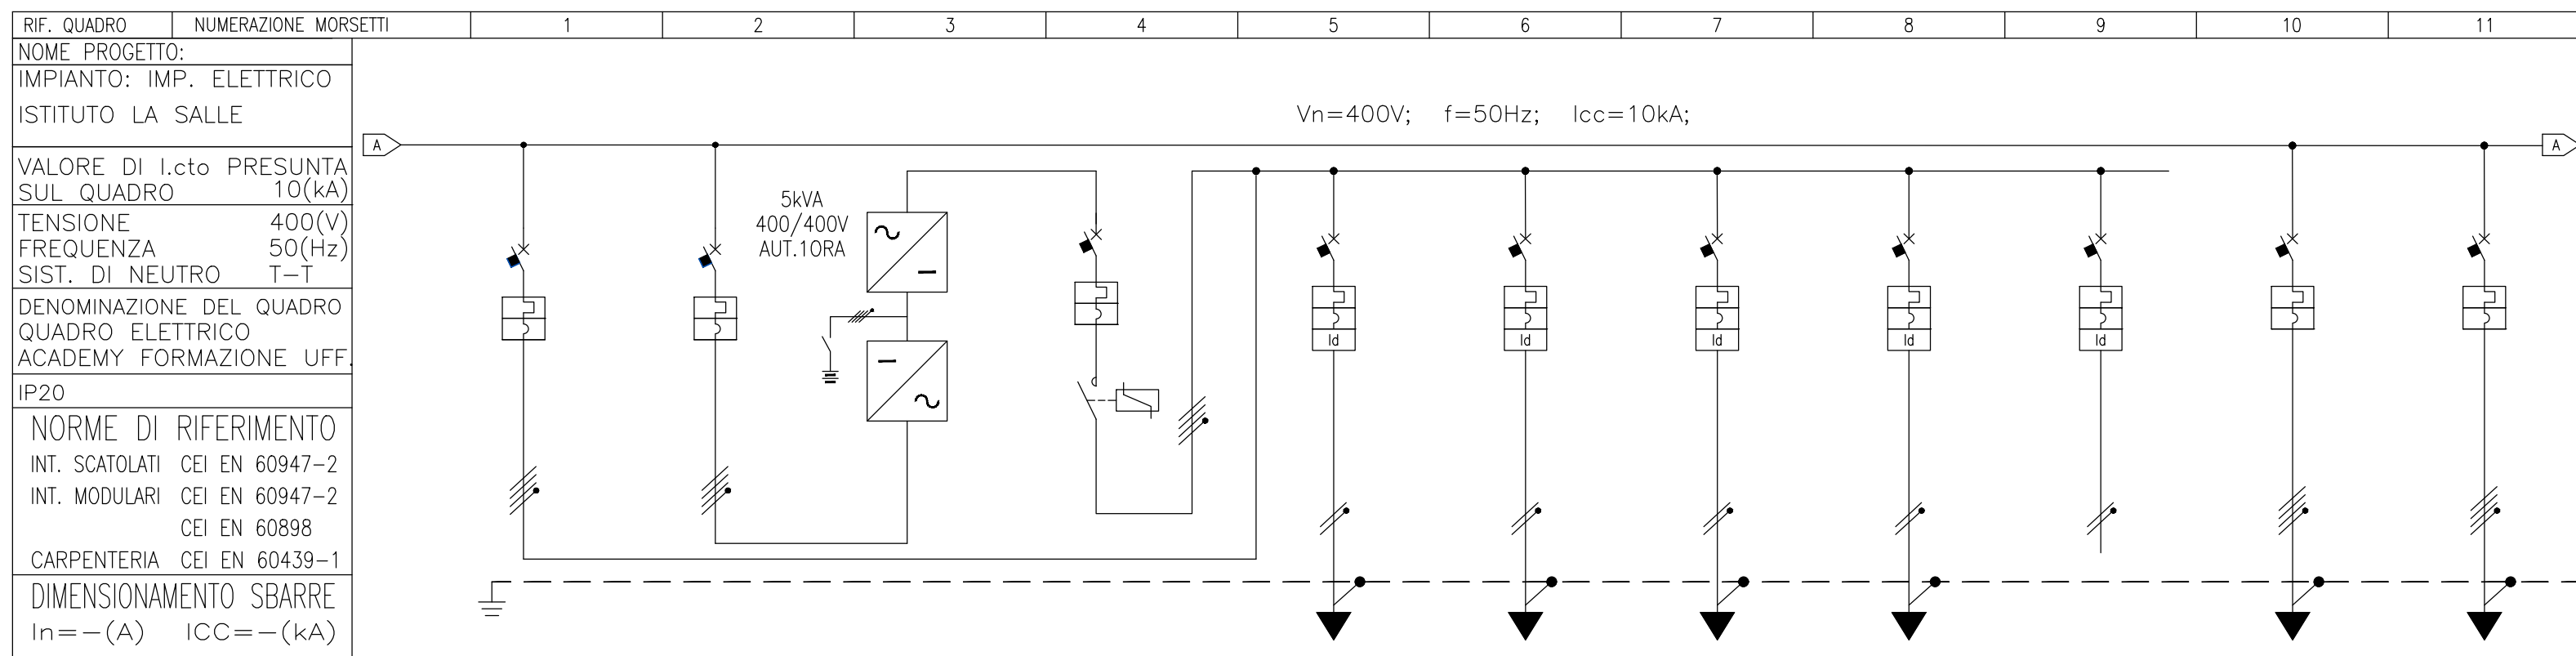 RIF. QUADRO NUMERAZIONE MORSETTI 1 2 3 4 5 6 7 8 9 10 11
NOME PROGETTO:
IMPIANTO: IMP. ELETTRICO
ISTITUTO LA SALLE
VALORE DI I.cto PRESUNTA
SUL QUADRO 10(kA)
TENSIONE 400(V)
FREQUENZA 50(Hz)
SIST. DI NEUTRO T-T
DENOMINAZIONE DEL QUADRO
QUADRO ELETTRICO
ACADEMY FORMAZIONE UFF.
IP20
NORME DI RIFERIMENTO
INT. SCATOLATI CEI EN 60947-2
INT. MODULARI CEI EN 60947-2
CEI EN 60898
CARPENTERIA CEI EN 60439-1
DIMENSIONAMENTO SBARRE
In=-(A) ICC=-(kA)
Vn=400V; f=50Hz; Icc=10kA;
A A
5kVA
400/400V
AUT.10RA
Id Id Id Id Id